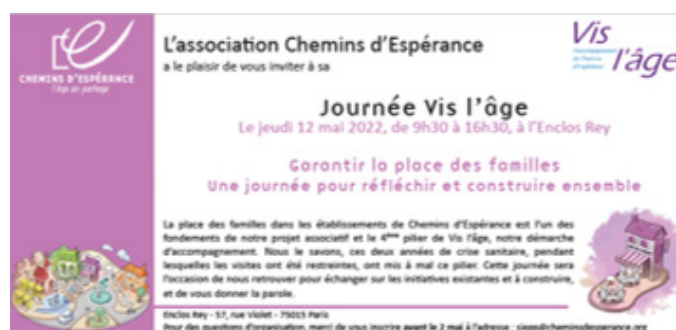 CHEMINS D'ESPÉRANCE
l'âge en partage
L'association Chemins d'Espérance
a le plaisir de vous inviter à sa
Vis
l'âge
Journée Vis l'âge
Le jeudi 12 mai 2022, de 9h30 à 16h30, à l'Enclos Rey
Garantir la place des familles
Une journée pour réfléchir et construire ensemble
La place des familles dans les établissements de Chemins d'Espérance est l'un des
fondements de notre projet associatif et le 4ème pilier de Vis l'âge, notre démarche
d'accompagnement. Nous le savons, ces deux années de crise sanitaire, pendant
lesquelles les visites ont été restreintes, ont mis à mal ce pilier. Cette journée sera
l'occasion de nous retrouver pour échanger sur les initiatives existantes et à construire,
et de vous donner la parole.
Enclos Rey - 57, rue Violet - 75015 Paris
Pour des questions d'organisation, merci de vous inscrire avant le 2 mai à l'adresse : siege@cheminsdesperance.org